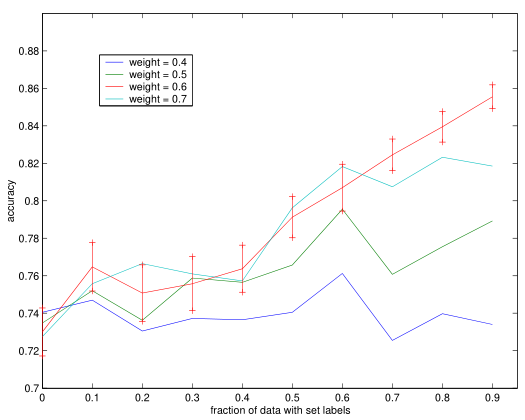 0.88
0.86
0.84
0.82
0.8
0.78
0.76
0.74
0.72
0.7
accuracy
weight = 0.4
weight = 0.5
weight = 0.6
weight = 0.7
0 0.1 0.2 0.3 0.4 0.5 0.6 0.7 0.8 0.9
fraction of data with set labels